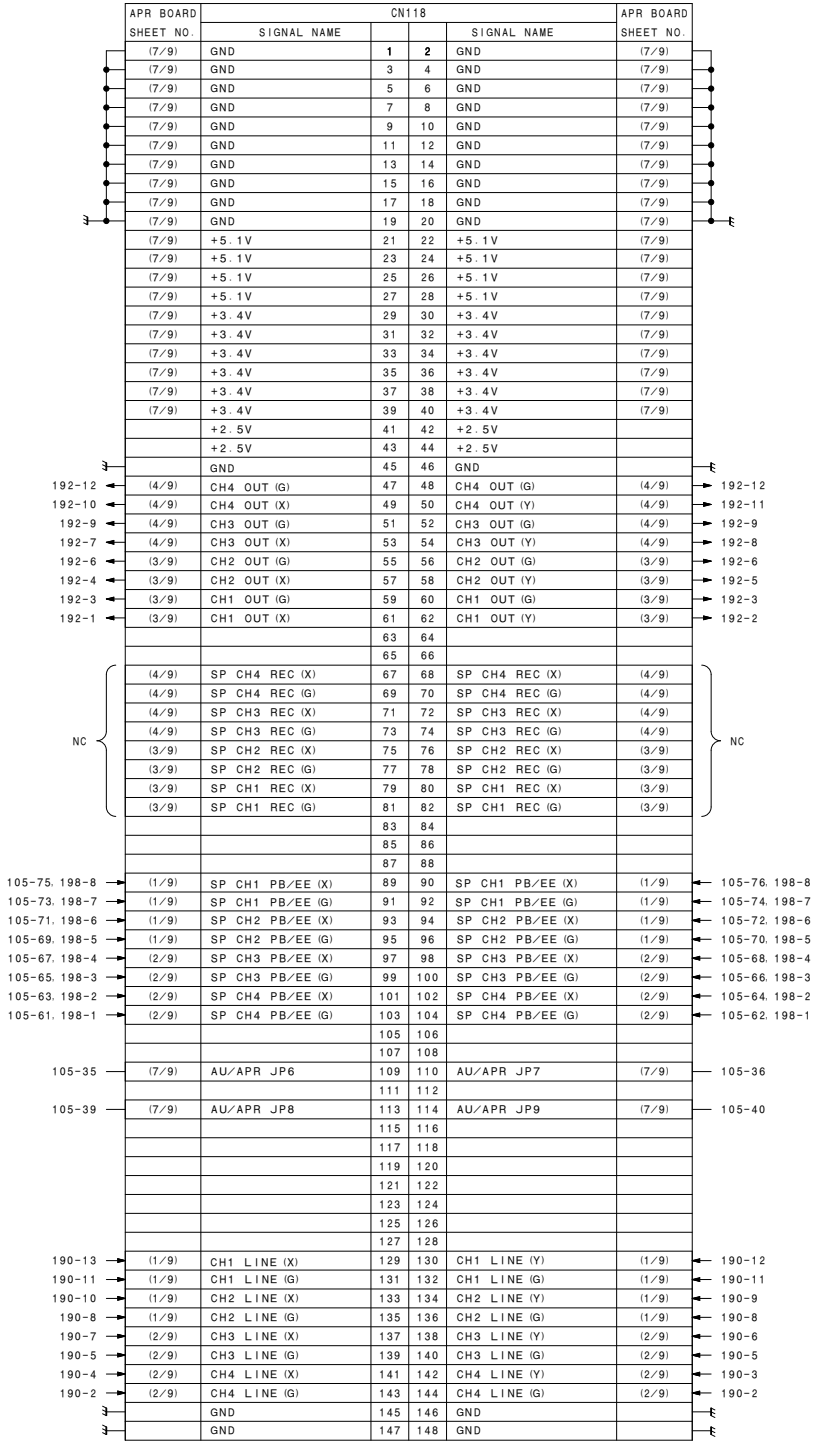 APR BOARD CN118 APR BOARD
SHEET NO. SIGNAL NAME SIGNAL NAME SHEET NO.
(7/9) GND 1 2 GND (7/9)
(7/9) GND 3 4 GND (7/9)
(7/9) GND 5 6 GND (7/9)
(7/9) GND 7 8 GND (7/9)
(7/9) GND 9 10 GND (7/9)
(7/9) GND 11 12 GND (7/9)
(7/9) GND 13 14 GND (7/9)
(7/9) GND 15 16 GND (7/9)
(7/9) GND 17 18 GND (7/9)
(7/9) GND 19 20 GND (7/9)
(7/9) +5.1V 21 22 +5.1V (7/9)
(7/9) +5.1V 23 24 +5.1V (7/9)
(7/9) +5.1V 25 26 +5.1V (7/9)
(7/9) +5.1V 27 28 +5.1V (7/9)
(7/9) +3.4V 29 30 +3.4V (7/9)
(7/9) +3.4V 31 32 +3.4V (7/9)
(7/9) +3.4V 33 34 +3.4V (7/9)
(7/9) +3.4V 35 36 +3.4V (7/9)
(7/9) +3.4V 37 38 +3.4V (7/9)
(7/9) +3.4V 39 40 +3.4V (7/9)
+2.5V 41 42 +2.5V
+2.5V 43 44 +2.5V
GND 45 46 GND
192-12 (4/9) CH4 OUT (G) 47 48 CH4 OUT (G) (4/9) 192-12
192-10 (4/9) CH4 OUT (X) 49 50 CH4 OUT (Y) (4/9) 192-11
192-9 (4/9) CH3 OUT (G) 51 52 CH3 OUT (G) (4/9) 192-9
192-7 (4/9) CH3 OUT (X) 53 54 CH3 OUT (Y) (4/9) 192-8
192-6 (3/9) CH2 OUT (G) 55 56 CH2 OUT (G) (3/9) 192-6
192-4 (3/9) CH2 OUT (X) 57 58 CH2 OUT (Y) (3/9) 192-5
192-3 (3/9) CH1 OUT (G) 59 60 CH1 OUT (G) (3/9) 192-3
192-1 (3/9) CH1 OUT (X) 61 62 CH1 OUT (Y) (3/9) 192-2
63 64
65 66
(4/9) SP CH4 REC (X) 67 68 SP CH4 REC (X) (4/9)
(4/9) SP CH4 REC (G) 69 70 SP CH4 REC (G) (4/9)
(4/9) SP CH3 REC (X) 71 72 SP CH3 REC (X) (4/9)
(4/9) SP CH3 REC (G) 73 74 SP CH3 REC (G) (4/9)
NC (3/9) SP CH2 REC (X) 75 76 SP CH2 REC (X) (3/9) NC
(3/9) SP CH2 REC (G) 77 78 SP CH2 REC (G) (3/9)
(3/9) SP CH1 REC (X) 79 80 SP CH1 REC (X) (3/9)
(3/9) SP CH1 REC (G) 81 82 SP CH1 REC (G) (3/9)
83 84
85 86
87 88
105-75, 198-8 (1/9) SP CH1 PB/EE (X) 89 90 SP CH1 PB/EE (X) (1/9) 105-76, 198-8
105-73, 198-7 (1/9) SP CH1 PB/EE (G) 91 92 SP CH1 PB/EE (G) (1/9) 105-74, 198-7
105-71, 198-6 (1/9) SP CH2 PB/EE (X) 93 94 SP CH2 PB/EE (X) (1/9) 105-72, 198-6
105-69, 198-5 (1/9) SP CH2 PB/EE (G) 95 96 SP CH2 PB/EE (G) (1/9) 105-70, 198-5
105-67, 198-4 (2/9) SP CH3 PB/EE (X) 97 98 SP CH3 PB/EE (X) (2/9) 105-68, 198-4
105-65, 198-3 (2/9) SP CH3 PB/EE (G) 99 100 SP CH3 PB/EE (G) (2/9) 105-66, 198-3
105-63, 198-2 (2/9) SP CH4 PB/EE (X) 101 102 SP CH4 PB/EE (X) (2/9) 105-64, 198-2
105-61, 198-1 (2/9) SP CH4 PB/EE (G) 103 104 SP CH4 PB/EE (G) (2/9) 105-62, 198-1
105 106
107 108
105-35 (7/9) AU/APR JP6 109 110 AU/APR JP7 (7/9) 105-36
111 112
105-39 (7/9) AU/APR JP8 113 114 AU/APR JP9 (7/9) 105-40
115 116
117 118
119 120
121 122
123 124
125 126
127 128
190-13 (1/9) CH1 LINE (X) 129 130 CH1 LINE (Y) (1/9) 190-12
190-11 (1/9) CH1 LINE (G) 131 132 CH1 LINE (G) (1/9) 190-11
190-10 (1/9) CH2 LINE (X) 133 134 CH2 LINE (Y) (1/9) 190-9
190-8 (1/9) CH2 LINE (G) 135 136 CH2 LINE (G) (1/9) 190-8
190-7 (2/9) CH3 LINE (X) 137 138 CH3 LINE (Y) (2/9) 190-6
190-5 (2/9) CH3 LINE (G) 139 140 CH3 LINE (G) (2/9) 190-5
190-4 (2/9) CH4 LINE (X) 141 142 CH4 LINE (Y) (2/9) 190-3
190-2 (2/9) CH4 LINE (G) 143 144 CH4 LINE (G) (2/9) 190-2
GND 145 146 GND
GND 147 148 GND